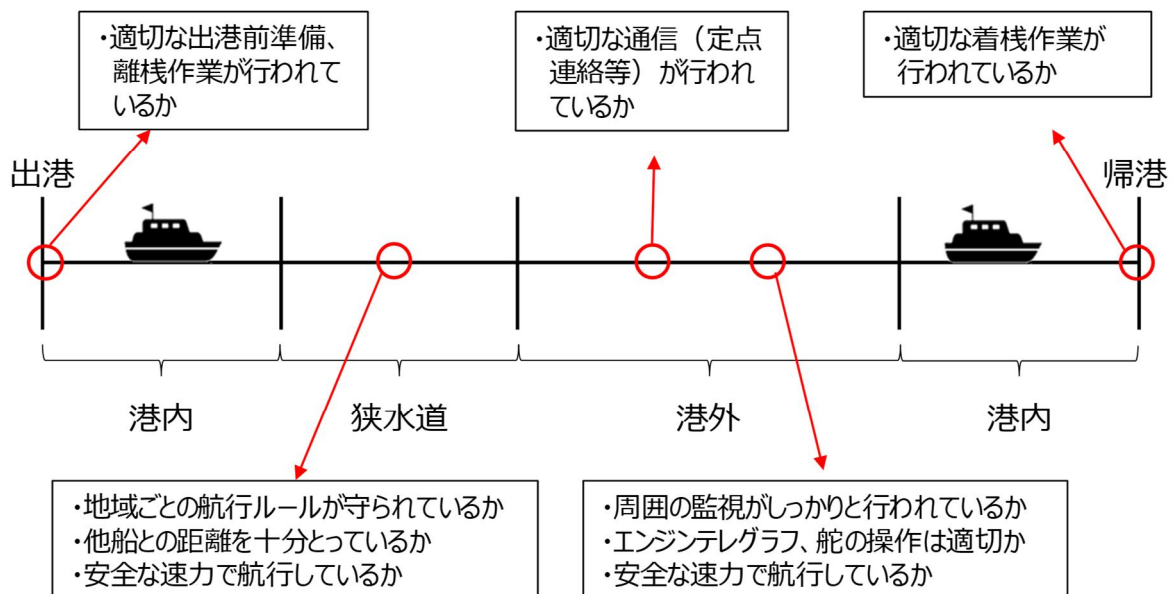 ・適切な出港前準備、
離桟作業が行われて
いるか
・適切な通信（定点
連絡等）が行われ
ているか
・適切な着桟作業が
行われているか
出港
帰港
港内
狭水道
港外
港内
・地域ごとの航行ルールが守られているか
・他船との距離を十分とっているか
・安全な速力で航行しているか
・周囲の監視がしっかりと行われているか
・エンジンテレグラフ、舵の操作は適切か
・安全な速力で航行しているか